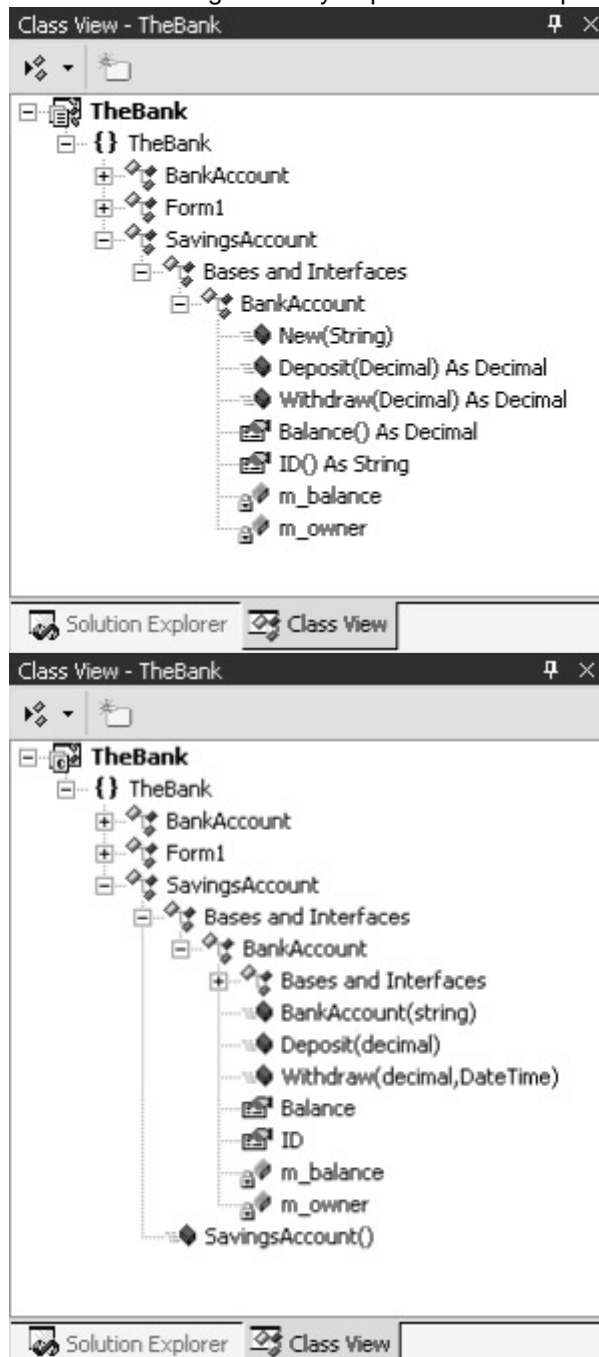 Class View - TheBank
TheBank
{} TheBank
BankAccount
Form1
SavingsAccount
Bases and Interfaces
BankAccount
New(String)
Deposit(Decimal) As Decimal
Withdraw(Decimal) As Decimal
Balance() As Decimal
ID() As String
m_balance
m_owner
Solution Explorer Class View
Class View - TheBank
TheBank
{} TheBank
BankAccount
Form1
SavingsAccount
Bases and Interfaces
BankAccount
Bases and Interfaces
BankAccount(string)
Deposit(decimal)
Withdraw(decimal,DateTime)
Balance
ID
m_balance
m_owner
SavingsAccount()
Solution Explorer Class View